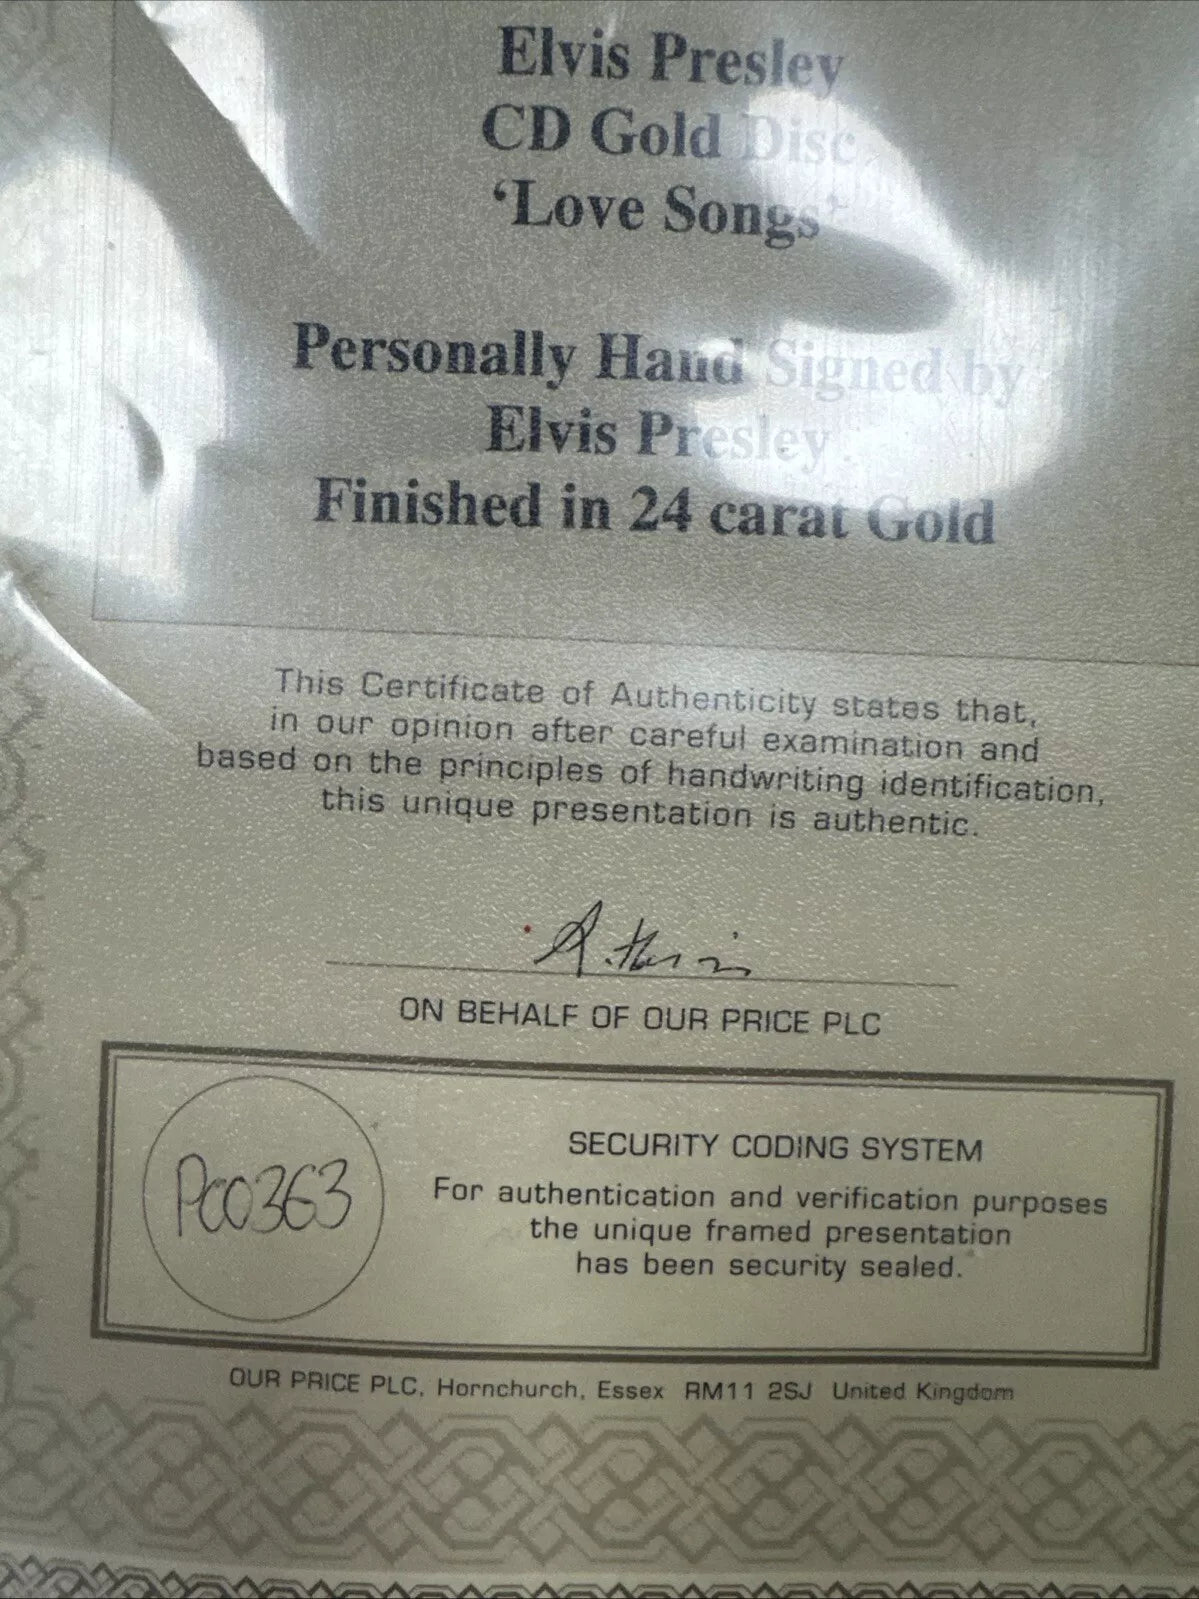 Elvis Presley
CD Gold Disc
‘Love Songs’
Personally Hand Signed by
Elvis Presley
Finished in 24 carat Gold
This Certificate of Authenticity states that,
in our opinion after careful examination and
based on the principles of handwriting identification,
this unique presentation is authentic.
ON BEHALF OF OUR PRICE PLC
PC0363
SECURITY CODING SYSTEM
For authentication and verification purposes
the unique framed presentation
has been security sealed.
OUR PRICE PLC, Hornchurch, Essex RM11 2SJ United Kingdom